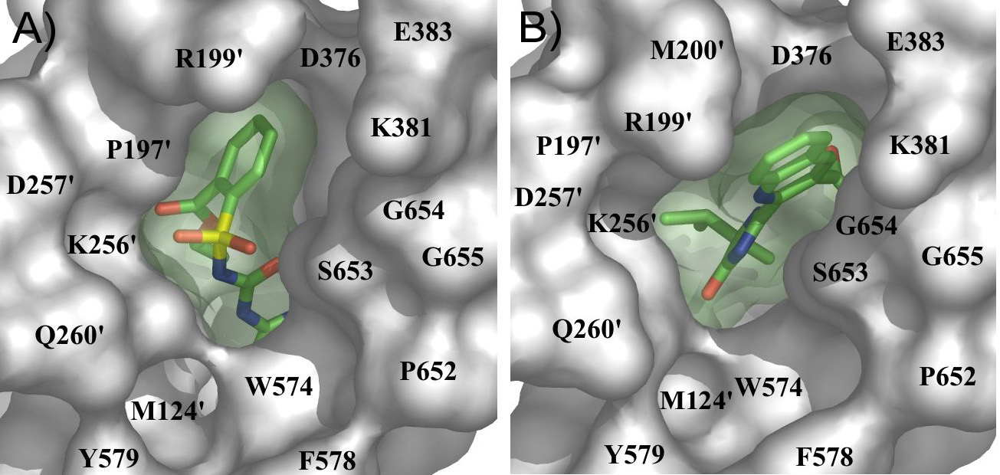 A)
R199'
D376
E383
P197'
K381
D257'
G654
K256'
S653
G655
Q260'
W574
P652
M124'
Y579
F578
B)
M200'
D376
E383
R199'
P197'
K381
D257'
K256'
G654
G655
S653
Q260'
P652
M124'
W574
Y579
F578